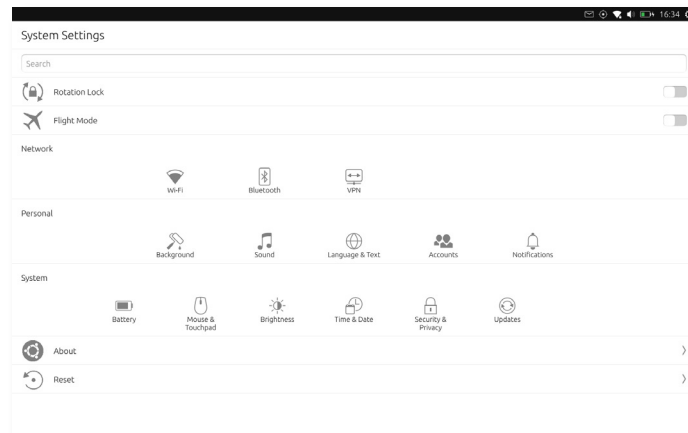 16:34
System Settings
Search
Rotation Lock
Flight Mode
Network
Wi-Fi Bluetooth VPN
Personal
Background Sound Language & Text Accounts Notifications
System
Battery Mouse & Touchpad Brightness Time & Date Security & Privacy Updates
About
Reset